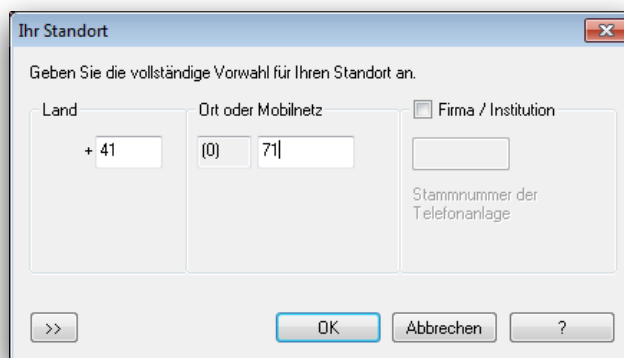 Ihr Standort
Geben Sie die vollständige Vorwahl für Ihren Standort an.
Land
Ort oder Mobilnetz
Firma / Institution
+ 41
(0) 71
Stammnummer der
Telefonanlage
>>
OK
Abbrechen
?